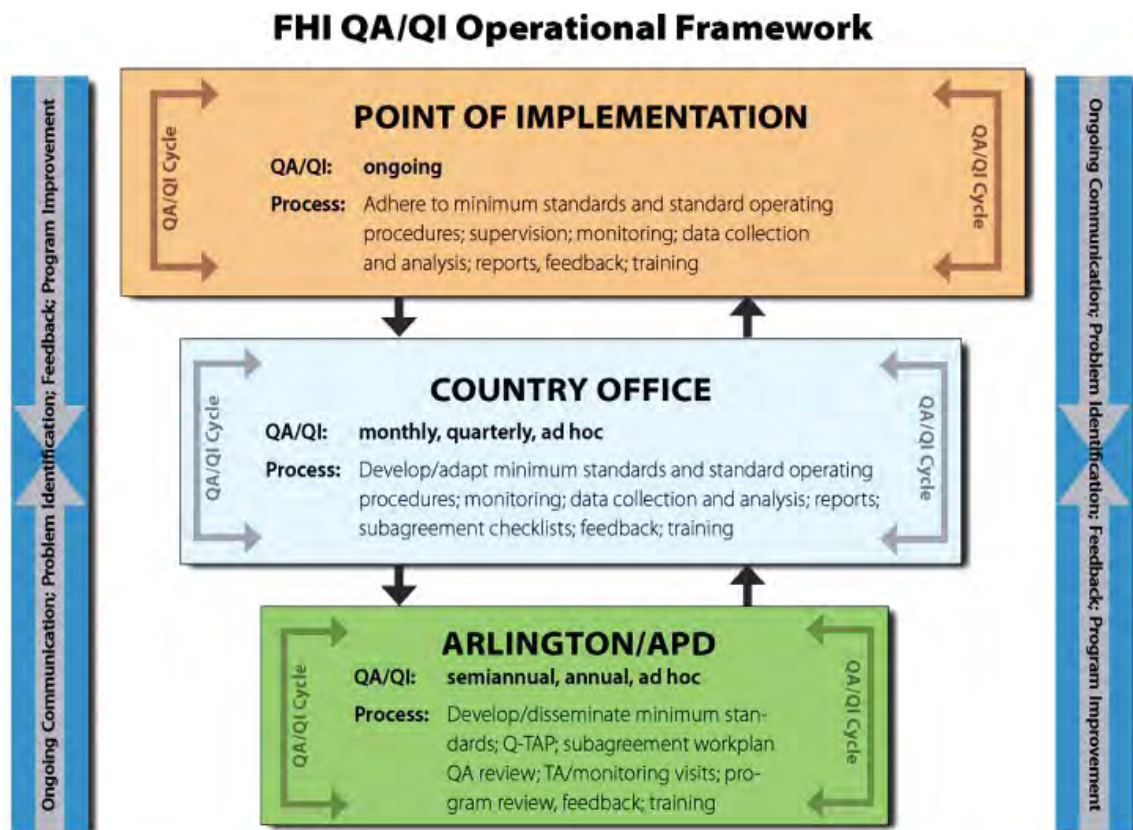 FHI QA/QI Operational Framework
Ongoing Communication; Problem Identification; Feedback; Program Improvement
QA/QI Cycle
POINT OF IMPLEMENTATION
QA/QI: ongoing
Process: Adhere to minimum standards and standard operating
procedures; supervision; monitoring; data collection
and analysis; reports, feedback; training
QA/QI Cycle
QA/QI Cycle
COUNTRY OFFICE
QA/QI: monthly, quarterly, ad hoc
Process: Develop/adapt minimum standards and standard operating
procedures; monitoring; data collection and analysis; reports;
subagreement checklists; feedback; training
QA/QI Cycle
QA/QI Cycle
ARLINGTON/APD
QA/QI: semiannual, annual, ad hoc
Process: Develop/disseminate minimum stan-
dards; Q-TAP; subagreement workplan
QA review; TA/monitoring visits; pro-
gram review, feedback; training
QA/QI Cycle
Ongoing Communication; Problem Identification; Feedback; Program Improvement